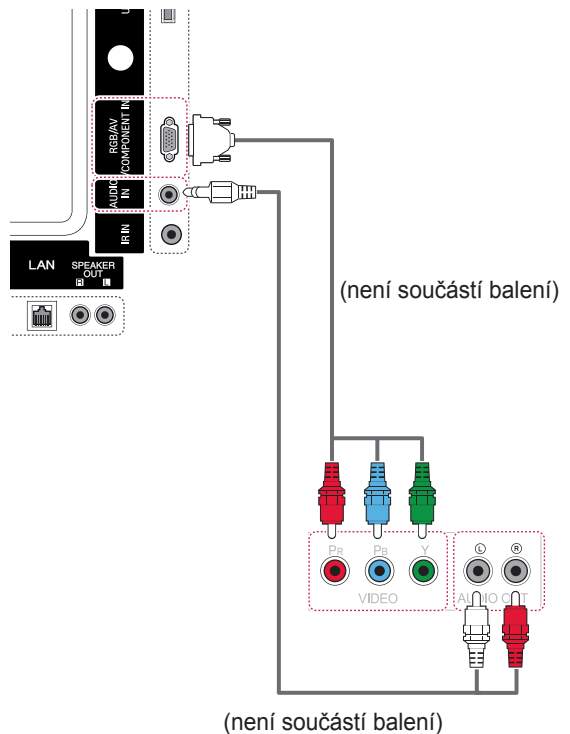 RGB/AV
/COMPONENT IN
AUDIO
IN
IR IN
LAN
SPEAKER
OUT
R L
(není součástí balení)
PR PB Y
L R
VIDEO
AUDIO OUT
(není součástí balení)